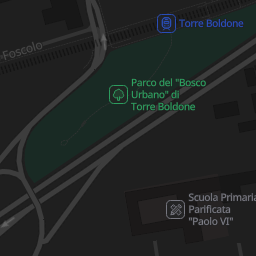 Torre Boldone
Foscolo
Parco del "Bosco
Urbano" di
Torre Boldone
Scuola Primaria
Parificata
"Paolo VI"